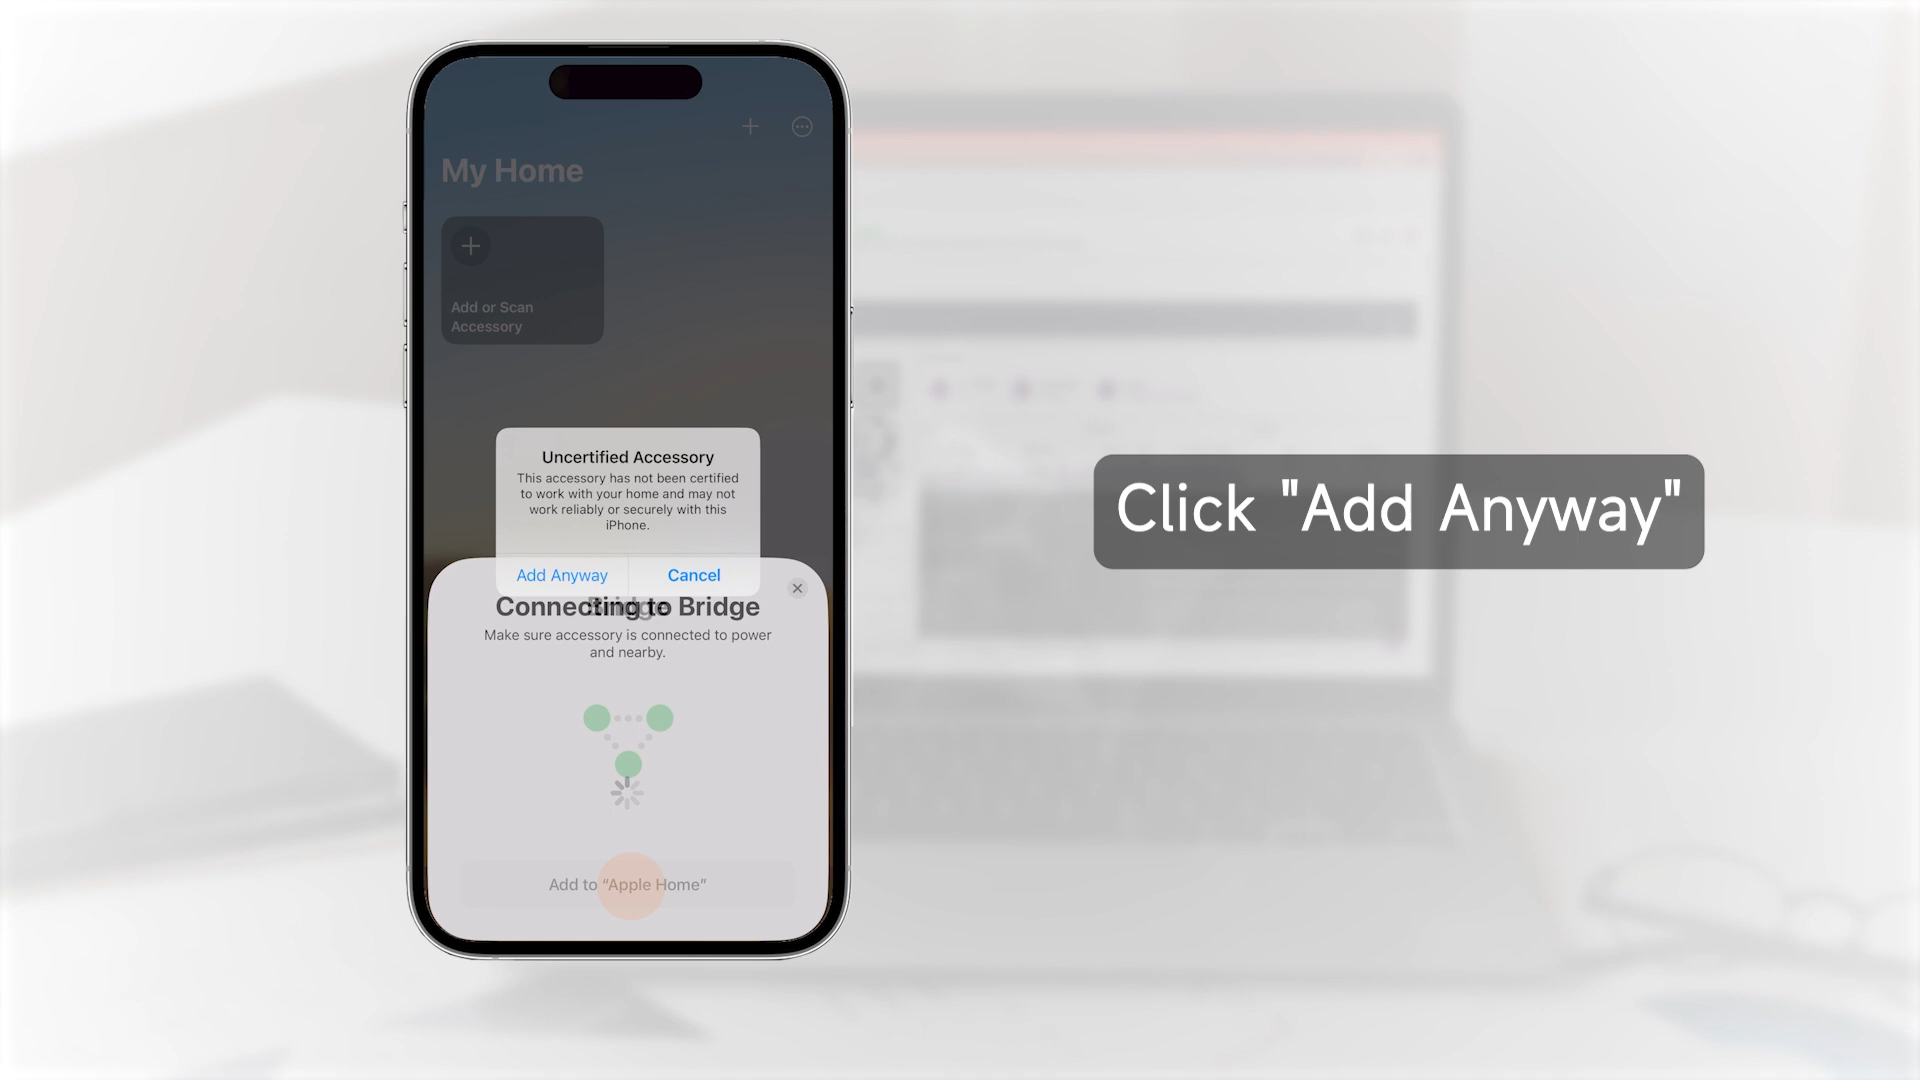 My Home
Add or Scan
Accessory
Uncertified Accessory
This accessory has not been certified
to work with your home and may not
work reliably or securely with this
iPhone.
Add Anyway
Cancel
Connecting to Bridge
Make sure accessory is connected to power
and nearby.
Add to “Apple Home”
Click "Add Anyway"